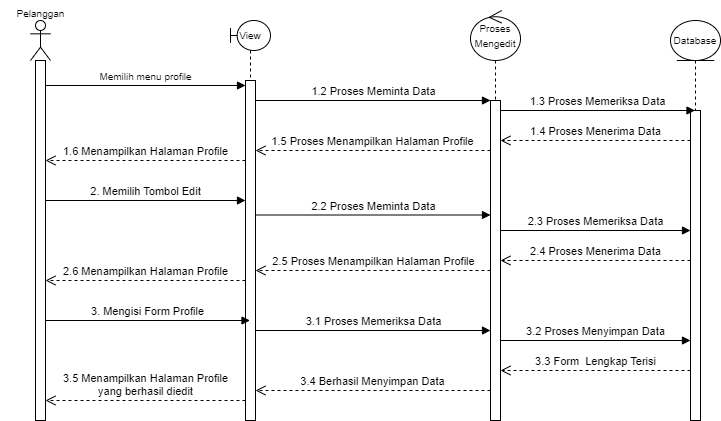 Pelanggan
View
Proses
Mengedit
Database
Memilih menu profile
1.2 Proses Meminta Data
1.3 Proses Memeriksa Data
1.4 Proses Menerima Data
1.5 Proses Menampilkan Halaman Profile
1.6 Menampilkan Halaman Profile
2. Memilih Tombol Edit
2.2 Proses Meminta Data
2.3 Proses Memeriksa Data
2.4 Proses Menerima Data
2.5 Proses Menampilkan Halaman Profile
2.6 Menampilkan Halaman Profile
3. Mengisi Form Profile
3.1 Proses Memeriksa Data
3.2 Proses Menyimpan Data
3.3 Form Lengkap Terisi
3.4 Berhasil Menyimpan Data
3.5 Menampilkan Halaman Profile
yang berhasil diedit